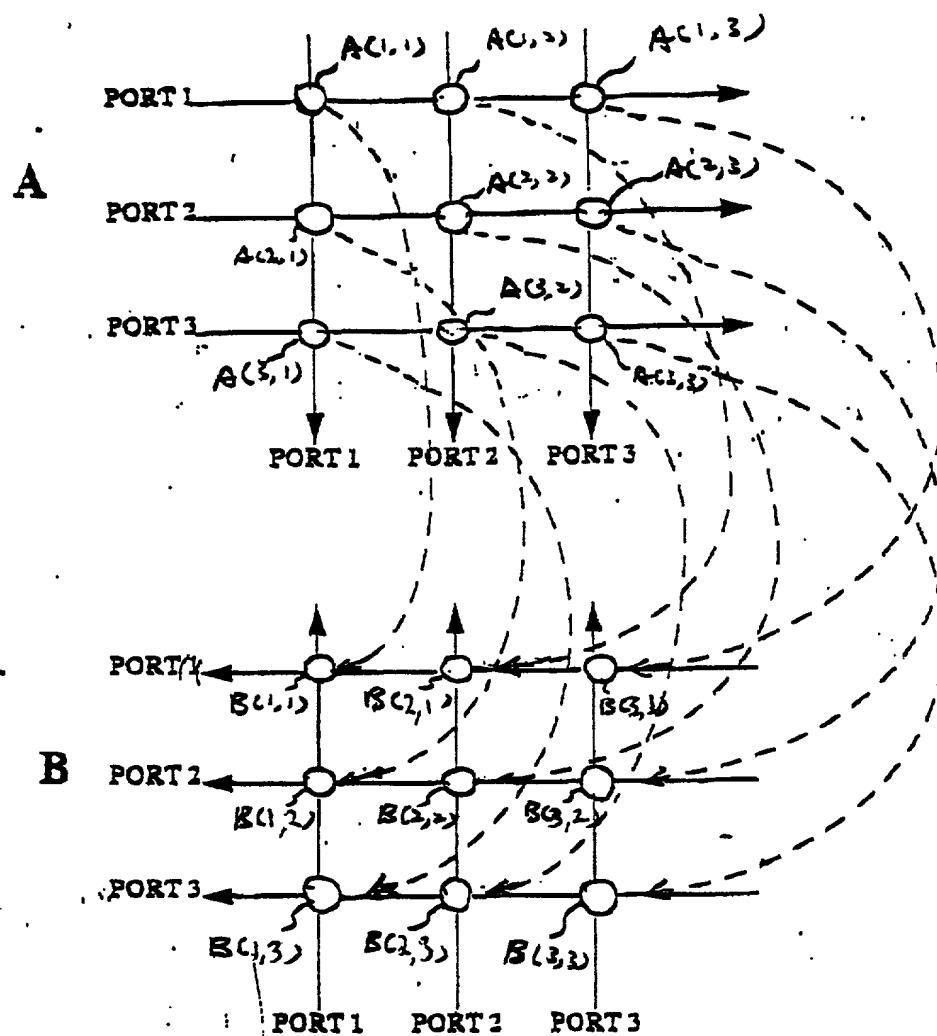 A(1,1) A(1,2) A(1,3)
PORT 1
A
A(2,2) A(2,3)
PORT 2
A(2,1)
A(3,2)
PORT 3
A(3,1) A(3,3)
PORT 1 PORT 2 PORT 3
PORT 1
B(1,1) B(2,1) B(3,1)
B
PORT 2
B(1,2) B(2,2) B(3,2)
PORT 3
B(1,3) B(2,3) B(3,3)
PORT 1 PORT 2 PORT 3